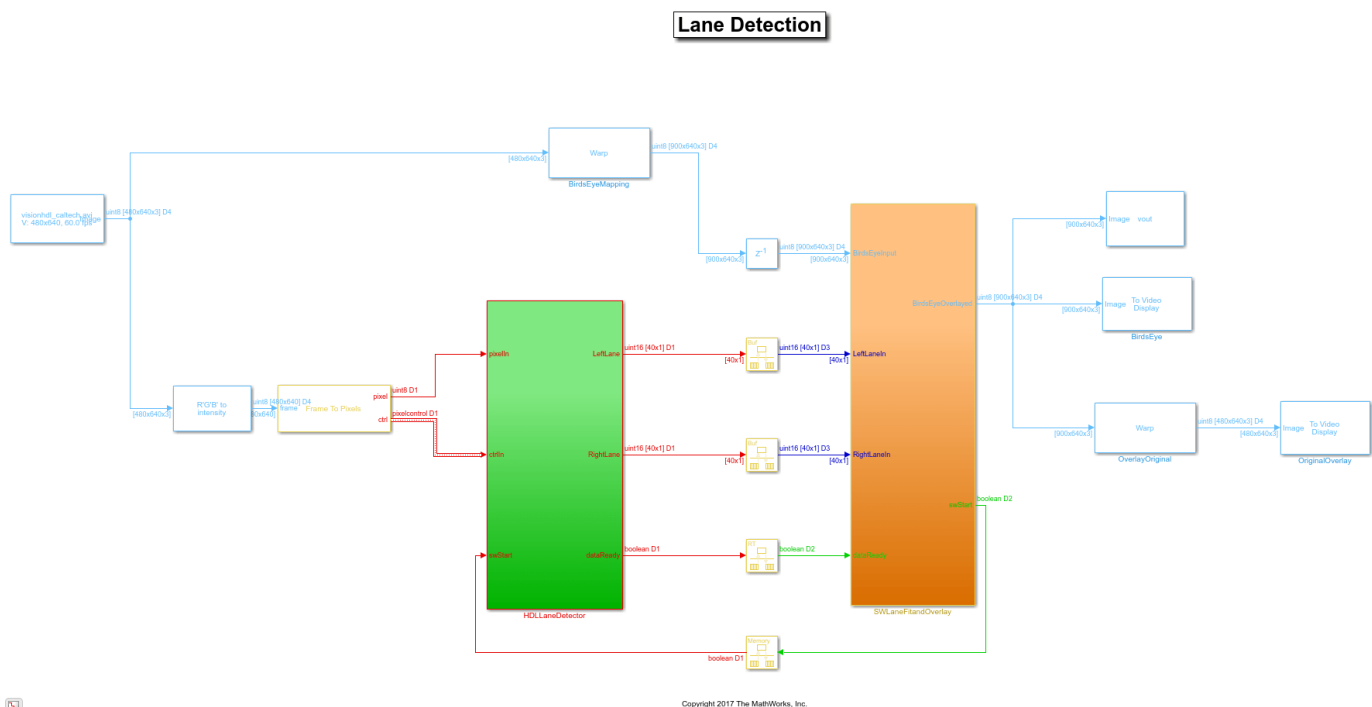 Lane Detection
Warp
BirdsEyeMapping
[480x640x3]
uint8 [900x640x3] D4
visionhdl_caltech.avi
V: 480x640, 60.0 fps
Image
uint8 [480x640x3] D4
[900x640x3]
Z-1
uint8 [900x640x3] D4
[900x640x3]
BirdsEyeInput
BirdsEyeOverlayed
uint8 [900x640x3] D4
[900x640x3]
Image
vout
[900x640x3]
Image
To Video
Display
BirdsEye
pixelIn
LeftLane
uint16 [40x1] D1
[40x1]
Buf
uint16 [40x1] D3
[40x1]
LeftLaneIn
[480x640x3]
R'G'B' to
intensity
uint8 [480x640] D4
frame
Frame To Pixels
pixel
ctrl
uint8 D1
pixelcontrol D1
ctrlIn
RightLane
uint16 [40x1] D1
[40x1]
Buf
uint16 [40x1] D3
[40x1]
RightLaneIn
[900x640x3]
Warp
OverlayOriginal
uint8 [480x640x3] D4
[480x640x3]
Image
To Video
Display
OriginalOverlay
swStart
boolean D2
swStart
dataReady
boolean D1
RT
boolean D2
dataReady
HDLLaneDetector
SWLaneFitandOverlay
Memory
boolean D1
Copyright 2017 The MathWorks, Inc.